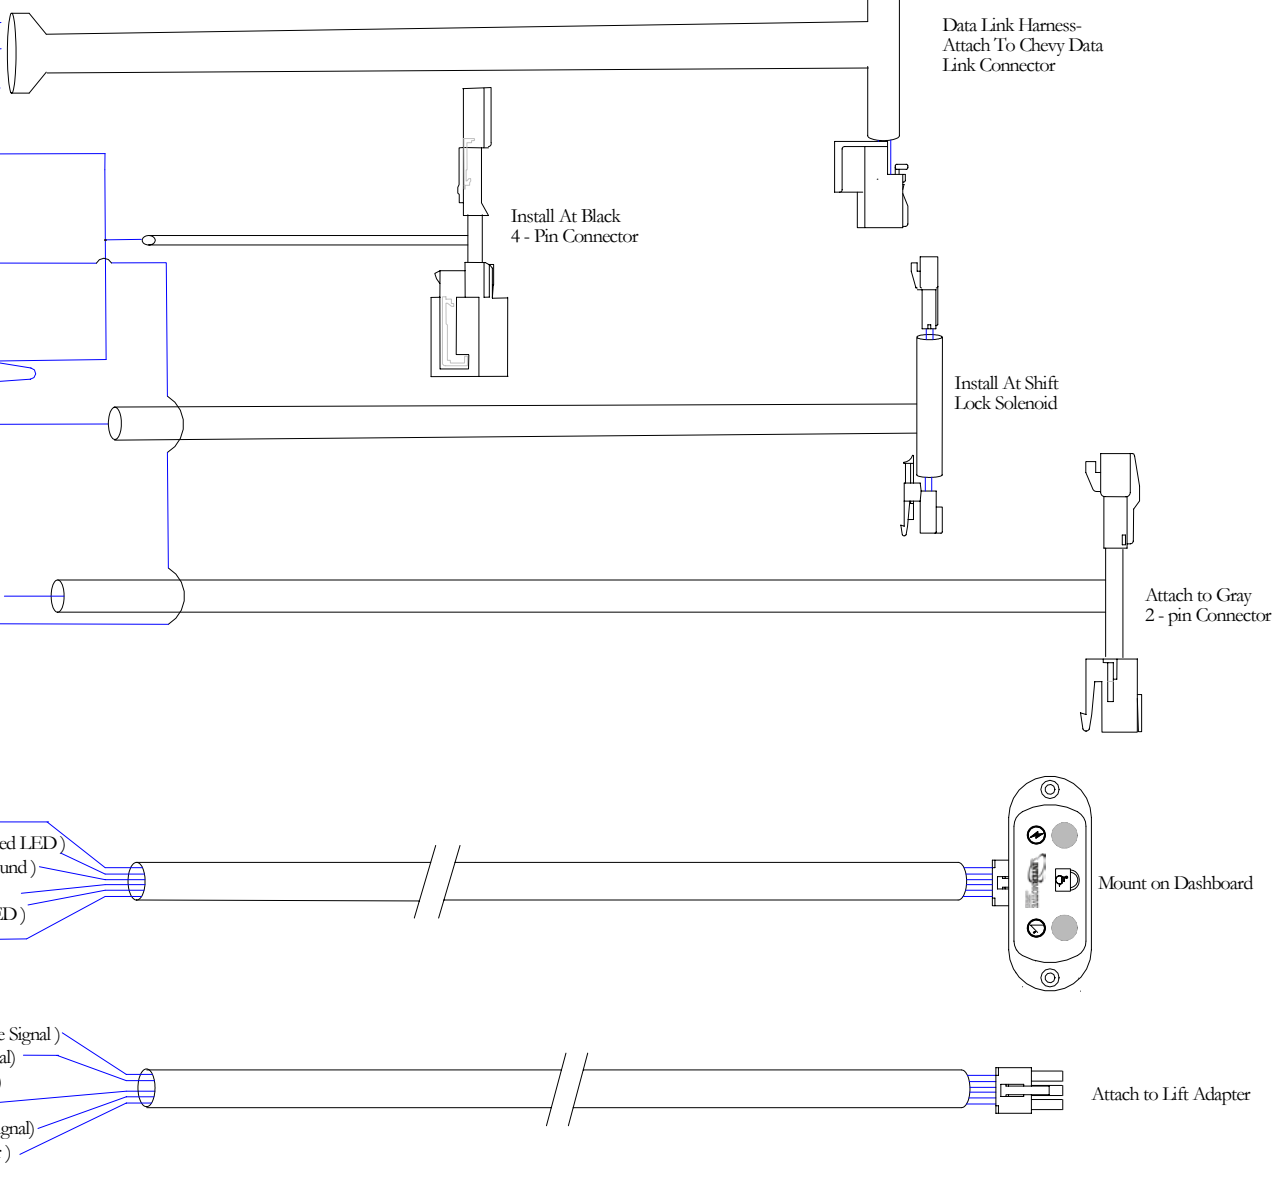 Data Link Harness-
Attach To Chevy Data
Link Connector
Install At Black
4 - Pin Connector
Install At Shift
Lock Solenoid
Attach to Gray
2 - pin Connector
ed LED )
und )
ED )
Mount on Dashboard
e Signal )
al)
)
gnal)
)
Attach to Lift Adapter